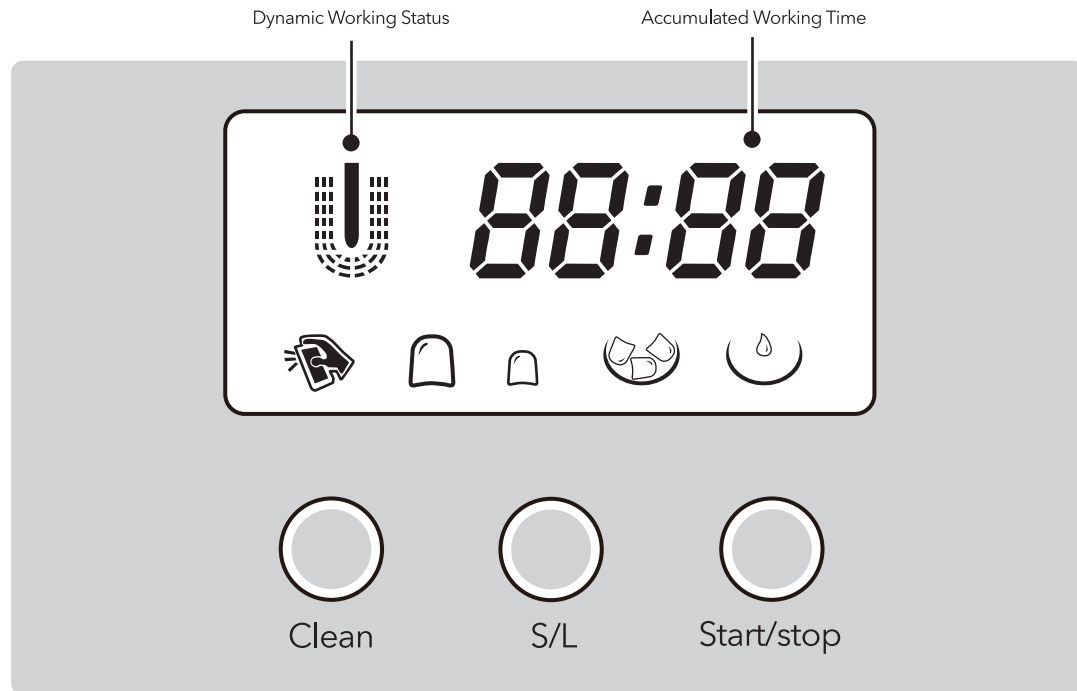 Dynamic Working Status
Accumulated Working Time
88:88
Clean
S/L
Start/stop